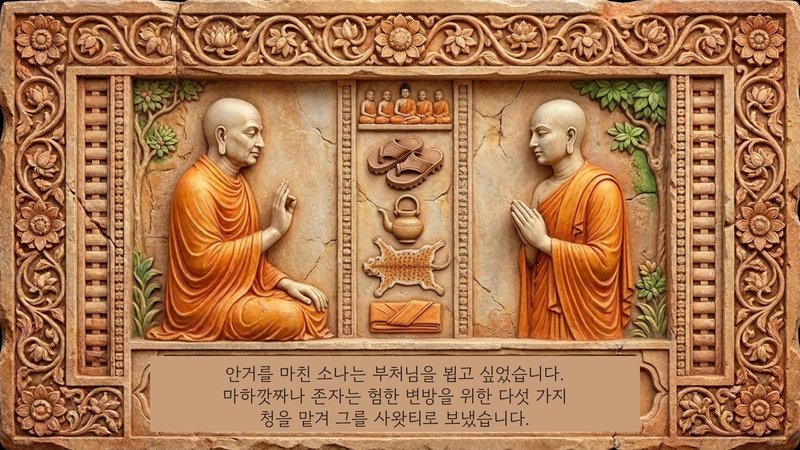 안거를 마친 소나는 부처님을 뵙고 싶었습니다.
마하깟짜나 존자는 험한 변방을 위한 다섯 가지
청을 맡겨 그를 사왓티로 보냈습니다.